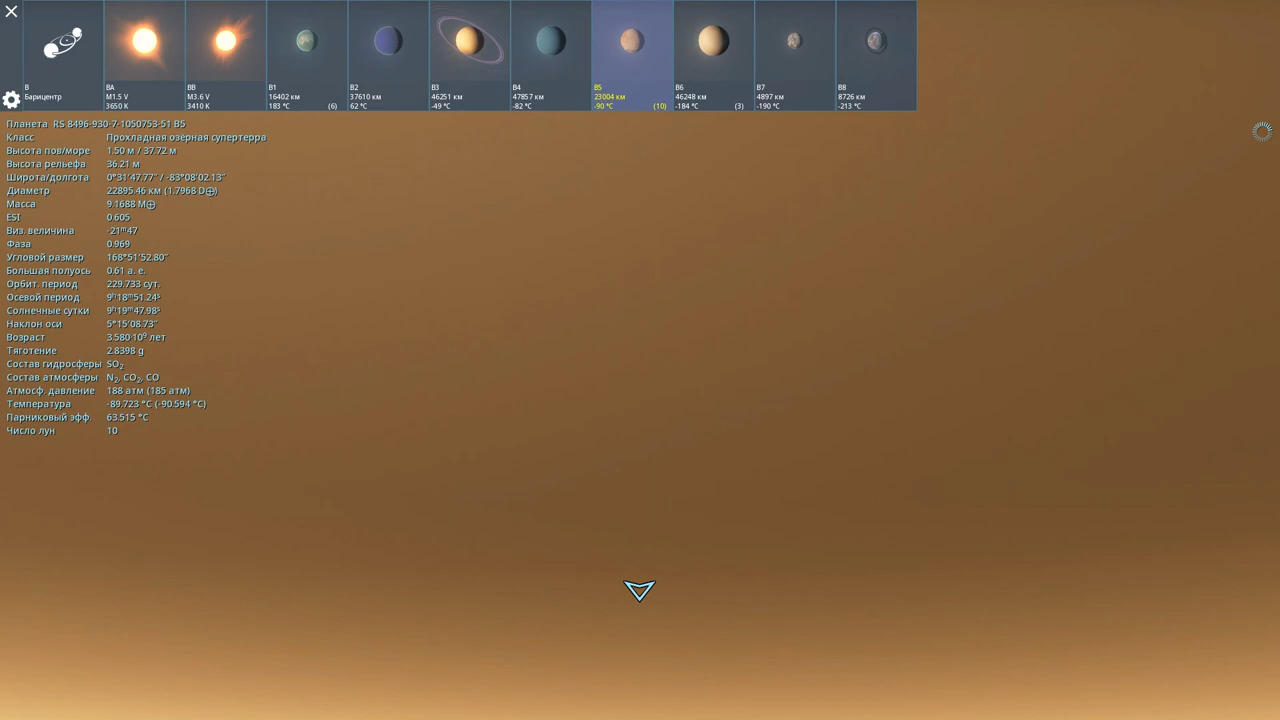 B
Барицентр
BA
M1.5 V
3650 K
BB
M3.6 V
3410 K
B1
16402 км
183 °C (6)
B2
37610 км
62 °C
B3
46251 км
-49 °C
B4
47857 км
-82 °C
B5
23004 км
-90 °C (10)
B6
46248 км
-184 °C (3)
B7
4897 км
-190 °C
B8
8726 км
-213 °C
Планета RS 8496-930-7-1050753-51 B5
Класс Прохладная озерная супертерра
Высота пов/море 1.50 м / 37.72 м
Высота рельефа 36.21 м
Широта/долгота 0°31'47.77" / -83°08'02.13"
Диаметр 22895.46 км (1.7968 D⊕)
Масса 9.1688 M⊕
ESI 0.605
Виз. величина -21ᵐ47
Фаза 0.969
Угловой размер 168°51'52.80"
Большая полуось 0.61 а. е.
Орбит. период 229.733 сут.
Осевой период 9ʰ18ᵐ51.24ˢ
Солнечные сутки 9ʰ19ᵐ47.98ˢ
Наклон оси 5°15'08.73"
Возраст 3.580·10⁹ лет
Тяготение 2.8398 g
Состав гидросферы SO₂
Состав атмосферы N₂, CO₂, CO
Атмосф. давление 188 атм (185 атм)
Температура -89.723 °C (-90.594 °C)
Парниковый эфф. 63.515 °C
Число лун 10